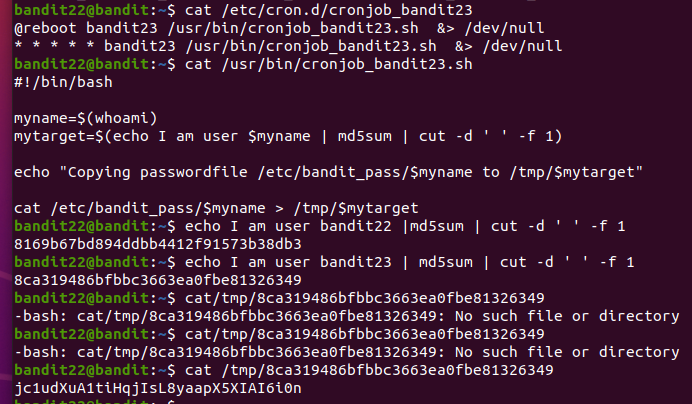 bandit22@bandit:~$ cat /etc/cron.d/cronjob_bandit23
@reboot bandit23 /usr/bin/cronjob_bandit23.sh  &> /dev/null
* * * * * bandit23 /usr/bin/cronjob_bandit23.sh  &> /dev/null
bandit22@bandit:~$ cat /usr/bin/cronjob_bandit23.sh
#!/bin/bash
myname=$(whoami)
mytarget=$(echo I am user $myname | md5sum | cut -d ' ' -f 1)
echo "Copying passwordfile /etc/bandit_pass/$myname to /tmp/$mytarget"
cat /etc/bandit_pass/$myname > /tmp/$mytarget
bandit22@bandit:~$ echo I am user bandit22 |md5sum | cut -d ' ' -f 1
8169b67bd894ddbb4412f91573b38db3
bandit22@bandit:~$ echo I am user bandit23 | md5sum | cut -d ' ' -f 1
8ca319486bfbbc3663ea0fbe81326349
bandit22@bandit:~$ cat/tmp/8ca319486bfbbc3663ea0fbe81326349
-bash: cat/tmp/8ca319486bfbbc3663ea0fbe81326349: No such file or directory
bandit22@bandit:~$ cat/tmp/8ca319486bfbbc3663ea0fbe81326349
-bash: cat/tmp/8ca319486bfbbc3663ea0fbe81326349: No such file or directory
bandit22@bandit:~$ cat /tmp/8ca319486bfbbc3663ea0fbe81326349
jc1udXuA1tiHqjIsL8yaapX5XIAI6i0n